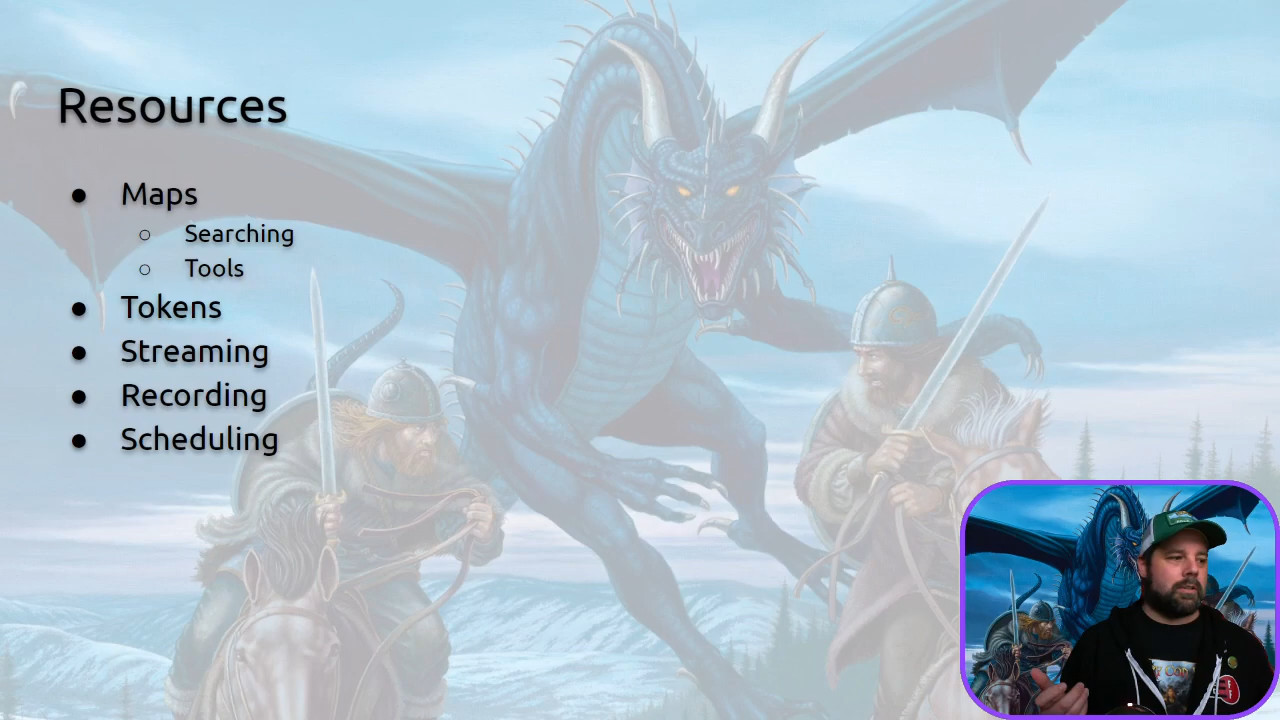 Resources
● Maps
○ Searching
○ Tools
● Tokens
● Streaming
● Recording
● Scheduling